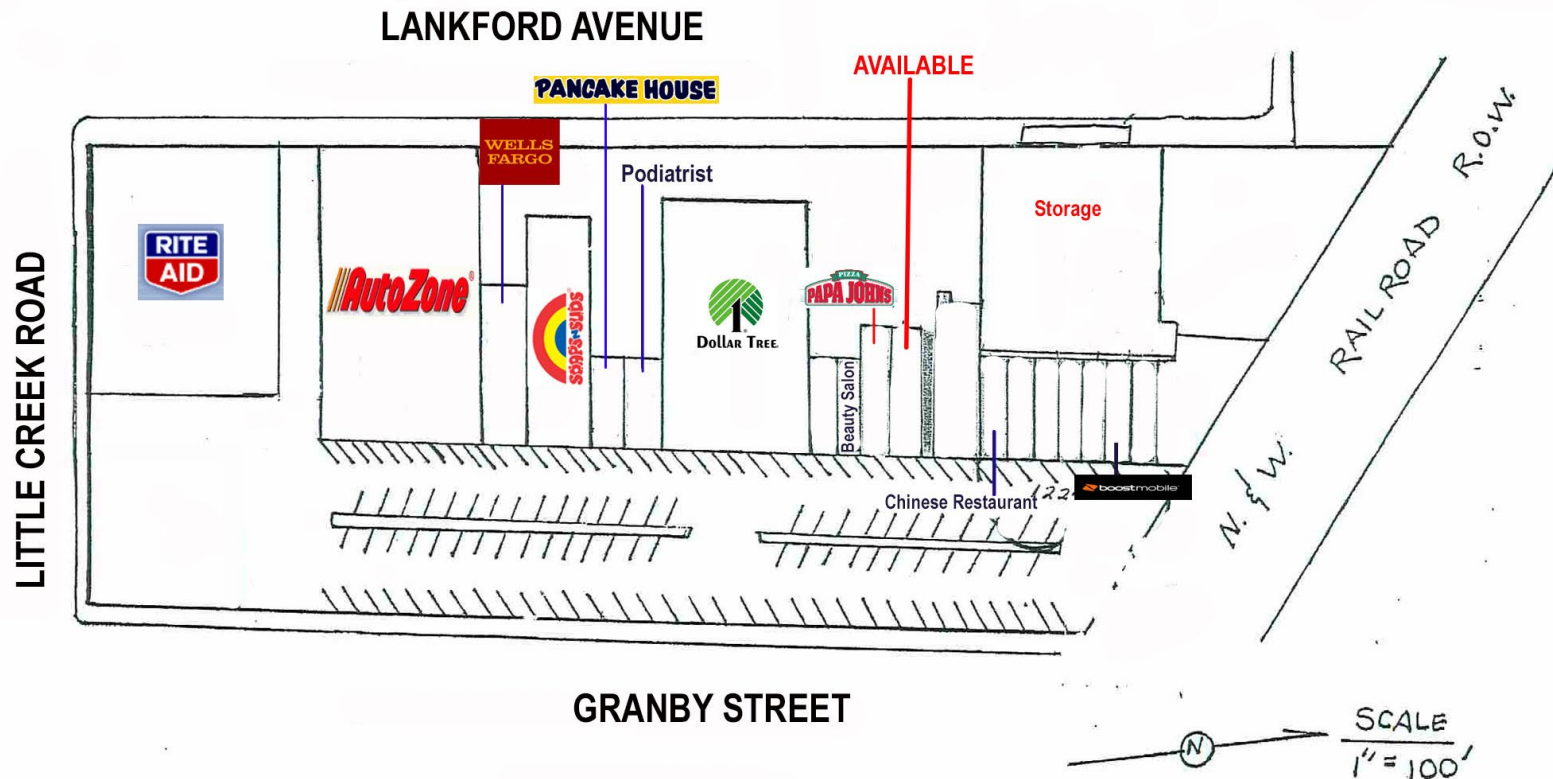 LANKFORD AVENUE
AVAILABLE
PANCAKE HOUSE
WELLS
FARGO
Podiatrist
Storage
RITE
AID
AutoZone
SOAPS-N-SUDS
DOLLAR TREE
PIZZA
PAPA JOHNS
Beauty Salon
Chinese Restaurant
boostmobile
LITTLE CREEK ROAD
N. & W. RAILROAD R.O.W.
GRANBY STREET
N
SCALE
1" = 100'